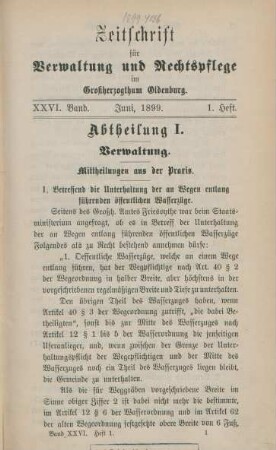 Zeitschrift
für
Verwaltung und Rechtspflege
im
Großherzogthum Oldenburg.
XXVI. Band. Juni, 1899. 1. Heft.
Abtheilung I.
Verwaltung.
Mittheilungen aus der Praxis.
1. Betreffend die Unterhaltung der an Wegen entlang
führenden öffentlichen Wasserzüge.
Seitens des Großh. Amtes Friesoythe war beim Staats-
ministerium angefragt, ob es in Betreff der Unterhaltung
der an Wegen entlang führenden öffentlichen Wasserzüge
Folgendes als zu Recht bestehend annehmen dürfe:
„1. Oeffentliche Wasserzüge, welche an einem Wege
entlang führen, hat der Wegpflichtige nach Art. 40 § 2
der Wegeordnung in halber Breite, aber höchstens in der
vorgeschriebenen regelmäßigen Breite und Tiefe zu unterhalten.
Den übrigen Theil des Wasserzuges haben, wenn
Artikel 40 § 3 der Wegeordnung zutrifft, „die dabei Be-
theiligten“, sonst bis zur Mitte des Wasserzuges nach
Artikel 12 § 1 b der Wasserordnung die jenseitigen
Uferanlieger, und, wenn zwischen der Grenze der Unter-
haltungspflicht der Wegpflichtigen und der Mitte des
Wasserzuges noch ein Theil des Wasserzuges liegen bleibt,
die Gemeinde zu unterhalten.
Als die für Weggräben vorgeschriebene Breite im
Sinne obiger Ziffer 2 ist dabei nicht mehr die bestimmte,
im Artikel 12 § 6 der Wasserordnung und im Artikel 62
der alten Wegeordnung festgesetzte obere Breite von 6 Fuß,
Band XXVI. Heft 1. 1